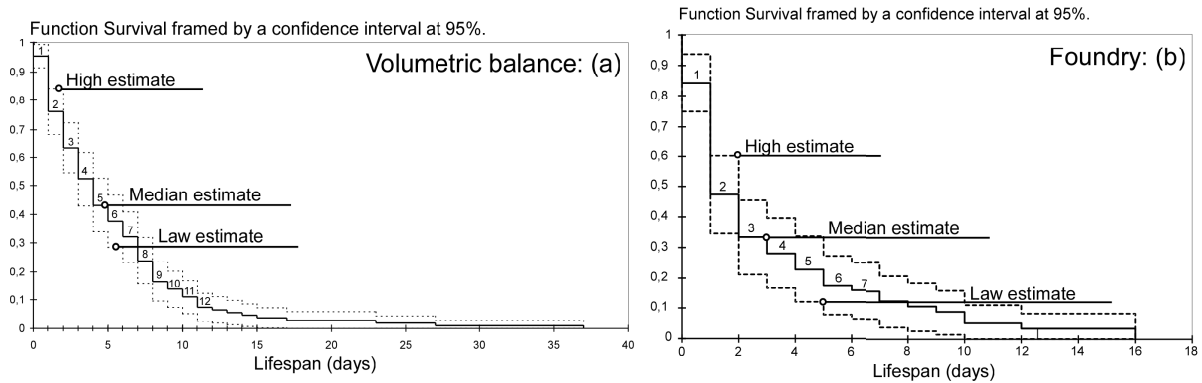 Function Survival framed by a confidence interval at 95%.
Volumetric balance: (a)
High estimate
Median estimate
Law estimate
1
0,9
0,8
0,7
0,6
0,5
0,4
0,3
0,2
0,1
0
1
2
3
4
5
6
7
8
9
10
11
12
0 5 10 15 20 25 30 35 40
Lifespan (days)
Function Survival framed by a confidence interval at 95%.
Foundry: (b)
High estimate
Median estimate
Law estimate
1
0,9
0,8
0,7
0,6
0,5
0,4
0,3
0,2
0,1
0
1
2
3
4
5
6
7
0 2 4 6 8 10 12 14 16 18
Lifespan (days)